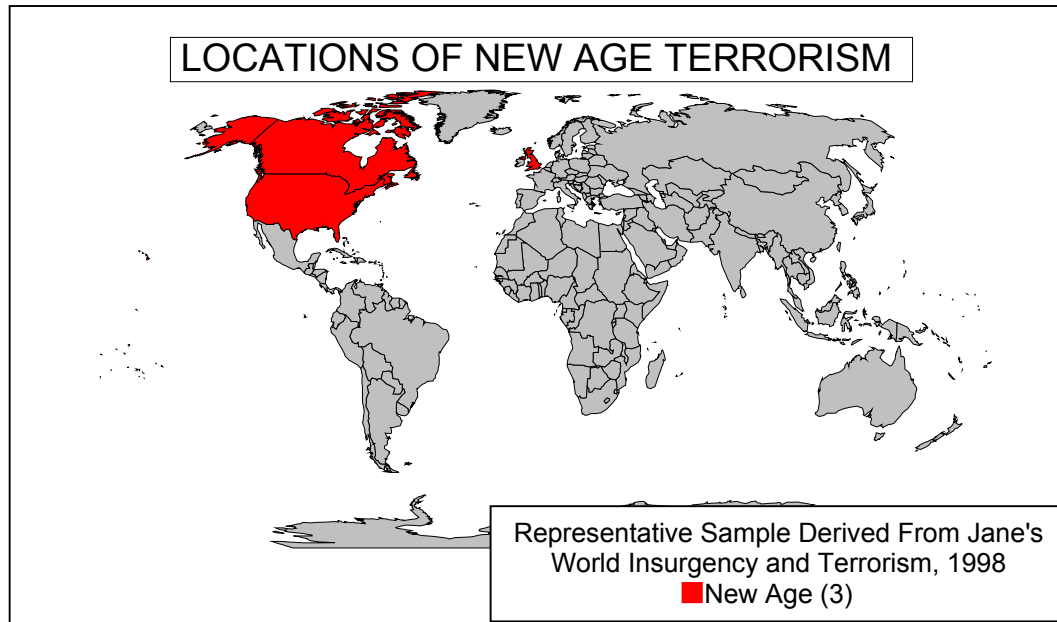 LOCATIONS OF NEW AGE TERRORISM
Representative Sample Derived From Jane's
World Insurgency and Terrorism, 1998
New Age (3)